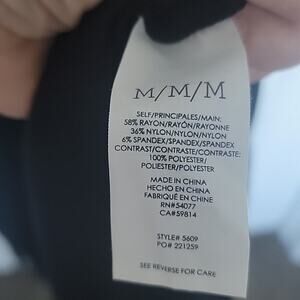 M/M/M
SELF/PRINCIPALES/MAIN:
58% RAYON/RAYÓN/RAYONNE
36% NYLON/NYLON/NYLON
6% SPANDEX/SPANDEX/SPANDEX
CONTRAST/CONTRASTE/CONTRASTE:
100% POLYESTER/
POLIESTER/POLYESTER
MADE IN CHINA
HECHO EN CHINA
FABRIQUÉ EN CHINE
RN#54077
CA#59814
STYLE# 5609
PO# 221259
SEE REVERSE FOR CARE